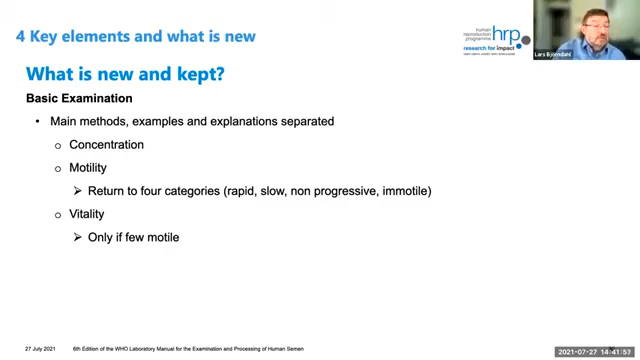 4 Key elements and what is new
human
reproduction
programme
hrp
research for impact
Lars Björndahl
What is new and kept?
Basic Examination
• Main methods, examples and explanations separated
o Concentration
o Motility
➢ Return to four categories (rapid, slow, non progressive, immotile)
o Vitality
➢ Only if few motile
27 July 2021 6th Edition of the WHO Laboratory Manual for the Examination and Processing of Human Semen
2021-07-27 14:41:57